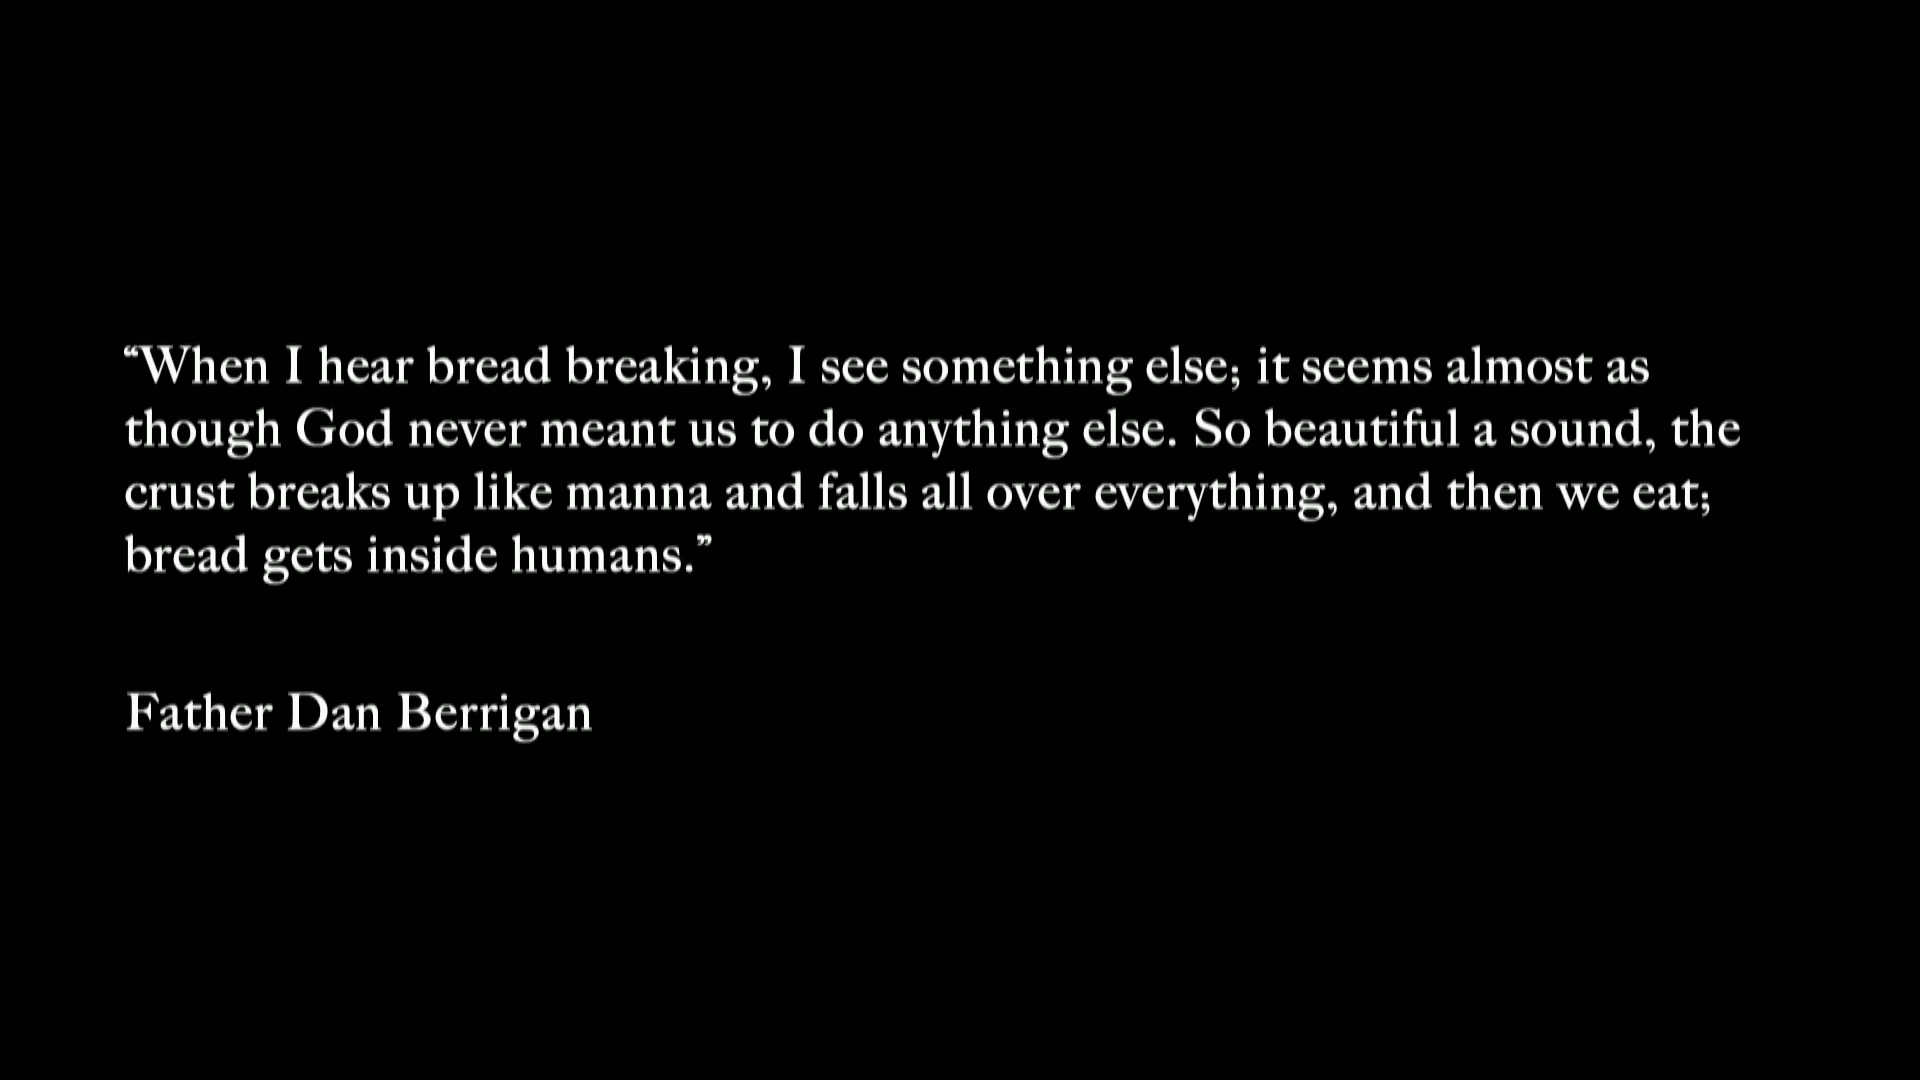 “When I hear bread breaking, I see something else; it seems almost as
though God never meant us to do anything else. So beautiful a sound, the
crust breaks up like manna and falls all over everything, and then we eat;
bread gets inside humans.”
Father Dan Berrigan